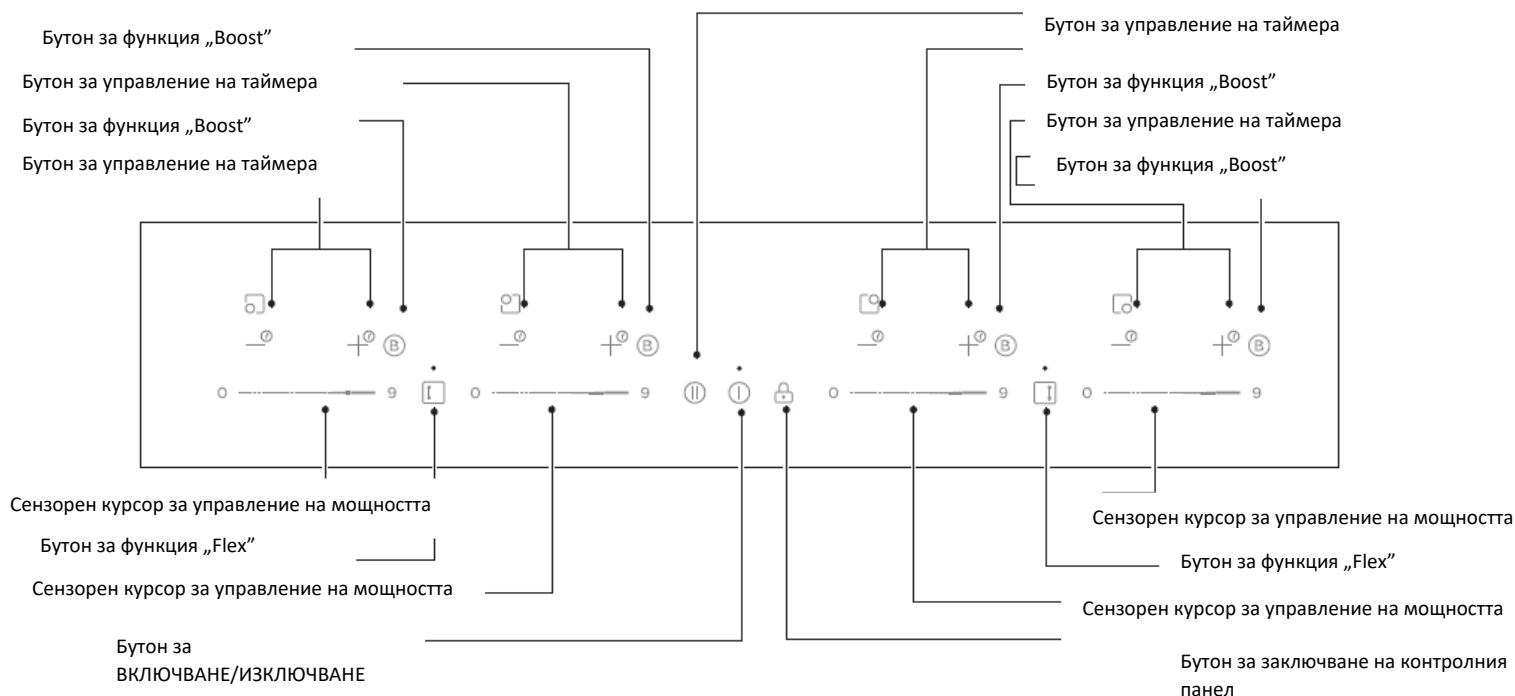 Бутон за функция „Boost”
Бутон за управление на таймера
Бутон за функция „Boost”
Бутон за управление на таймера
Бутон за управление на таймера
Бутон за функция „Boost”
Бутон за управление на таймера
Бутон за функция „Boost”
B B B B
0 9 0 9 0 9 0 9
Сензорен курсор за управление на мощността
Бутон за функция „Flex”
Сензорен курсор за управление на мощността
Бутон за
ВКЛЮЧВАНЕ/ИЗКЛЮЧВАНЕ
Сензорен курсор за управление на мощността
Бутон за функция „Flex”
Сензорен курсор за управление на мощността
Бутон за заключване на контролния
панел